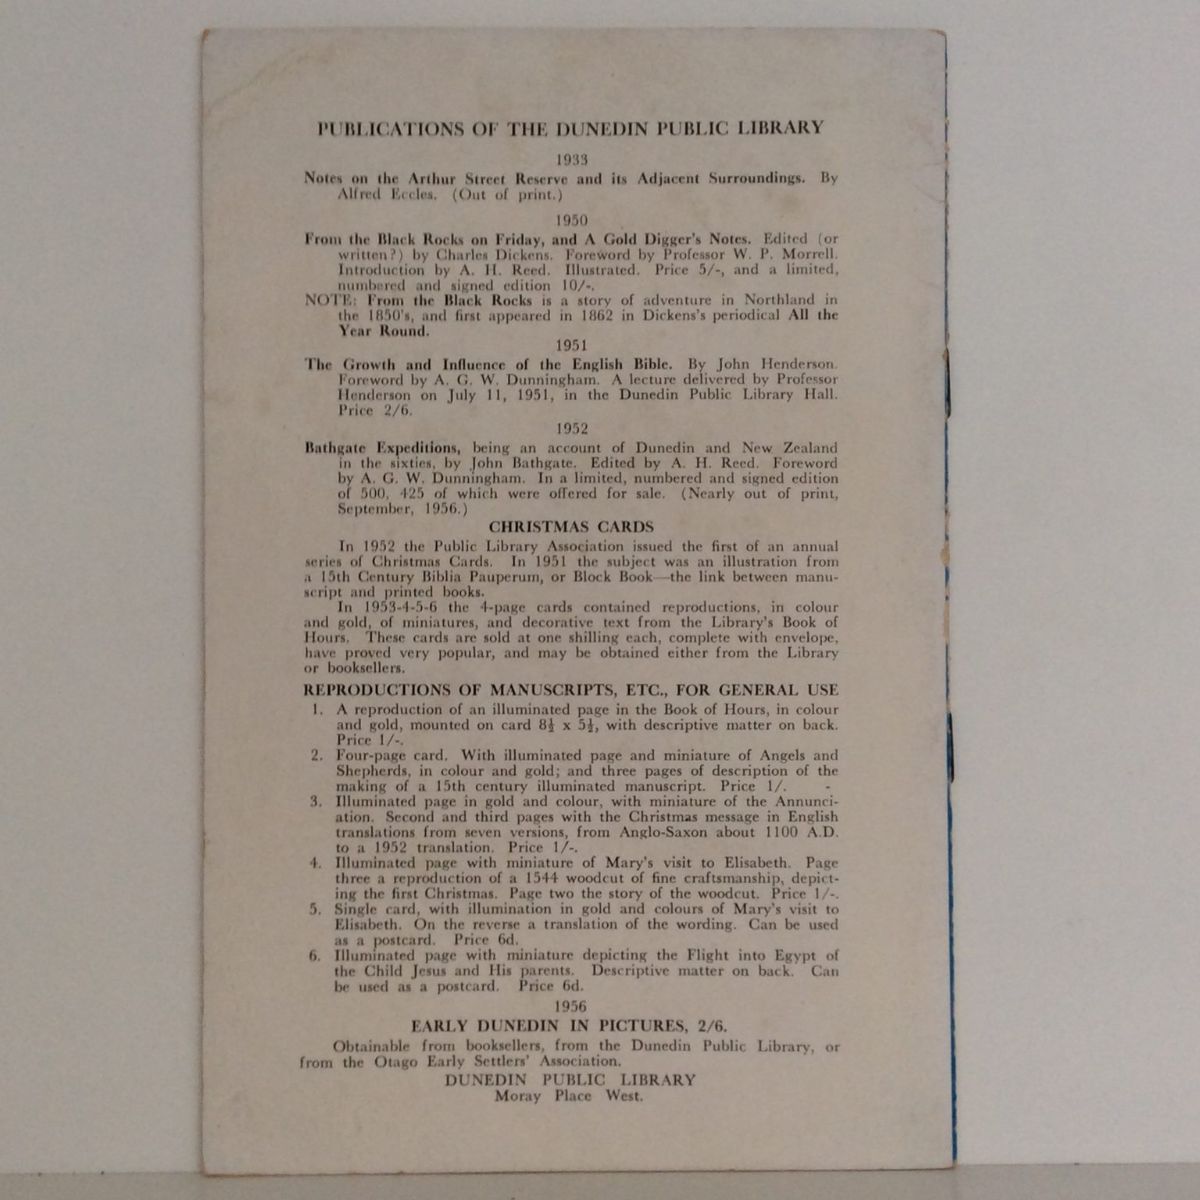 PUBLICATIONS OF THE DUNEDIN PUBLIC LIBRARY
1933
Notes on the Arthur Street Reserve and its Adjacent Surroundings. By
Alfred Eccles. (Out of print.)
1950
From the Black Rocks on Friday, and A Gold Digger's Notes. Edited (or
written?) by Charles Dickens. Foreword by Professor W. P. Morrell.
Introduction by A. H. Reed. Illustrated. Price 5/-, and a limited,
numbered and signed edition 10/-.
NOTE: From the Black Rocks is a story of adventure in Northland in
the 1850's, and first appeared in 1862 in Dickens's periodical All the
Year Round.
1951
The Growth and Influence of the English Bible. By John Henderson.
Foreword by A. G. W. Dunningham. A lecture delivered by Professor
Henderson on July 11, 1951, in the Dunedin Public Library Hall.
Price 2/6.
1952
Bathgate Expeditions, being an account of Dunedin and New Zealand
in the sixties, by John Bathgate. Edited by A. H. Reed. Foreword
by A. G. W. Dunningham. In a limited, numbered and signed edition
of 500, 425 of which were offered for sale. (Nearly out of print,
September, 1956.)
CHRISTMAS CARDS
In 1952 the Public Library Association issued the first of an annual
series of Christmas Cards. In 1951 the subject was an illustration from
a 15th Century Biblia Pauperum, or Block Book—the link between manu-
script and printed books.
In 1953-4-5-6 the 4-page cards contained reproductions, in colour
and gold, of miniatures, and decorative text from the Library's Book of
Hours. These cards are sold at one shilling each, complete with envelope,
have proved very popular, and may be obtained either from the Library
or booksellers.
REPRODUCTIONS OF MANUSCRIPTS, ETC., FOR GENERAL USE
1. A reproduction of an illuminated page in the Book of Hours, in colour
and gold, mounted on card 8½ x 5½, with descriptive matter on back.
Price 1/-.
2. Four-page card. With illuminated page and miniature of Angels and
Shepherds, in colour and gold; and three pages of description of the
making of a 15th century illuminated manuscript. Price 1/. -
3. Illuminated page in gold and colour, with miniature of the Annunci-
ation. Second and third pages with the Christmas message in English
translations from seven versions, from Anglo-Saxon about 1100 A.D.
to a 1952 translation. Price 1/-.
4. Illuminated page with miniature of Mary's visit to Elisabeth. Page
three a reproduction of a 1544 woodcut of fine craftsmanship, depict-
ing the first Christmas. Page two the story of the woodcut. Price 1/-.
5. Single card, with illumination in gold and colours of Mary's visit to
Elisabeth. On the reverse a translation of the wording. Can be used
as a postcard. Price 6d.
6. Illuminated page with miniature depicting the Flight into Egypt of
the Child Jesus and His parents. Descriptive matter on back. Can
be used as a postcard. Price 6d.
1956
EARLY DUNEDIN IN PICTURES, 2/6.
Obtainable from booksellers, from the Dunedin Public Library, or
from the Otago Early Settlers' Association.
DUNEDIN PUBLIC LIBRARY
Moray Place West.